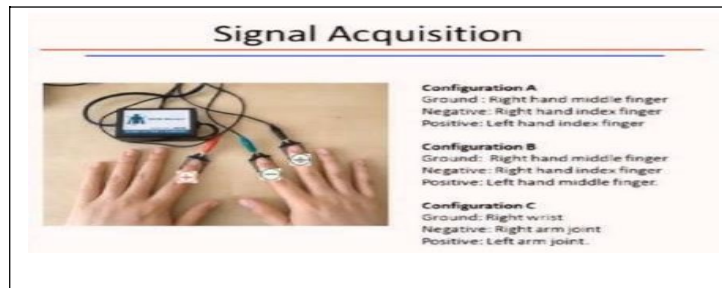 Signal Acquisition
Configuration A
Ground : Right hand middle finger
Negative: Right hand index finger
Positive: Left hand index finger
Configuration B
Ground: Right hand middle finger
Negative: Right hand index finger
Positive: Left hand middle finger.
Configuration C
Ground: Right wrist
Negative: Right arm joint
Positive: Left arm joint.